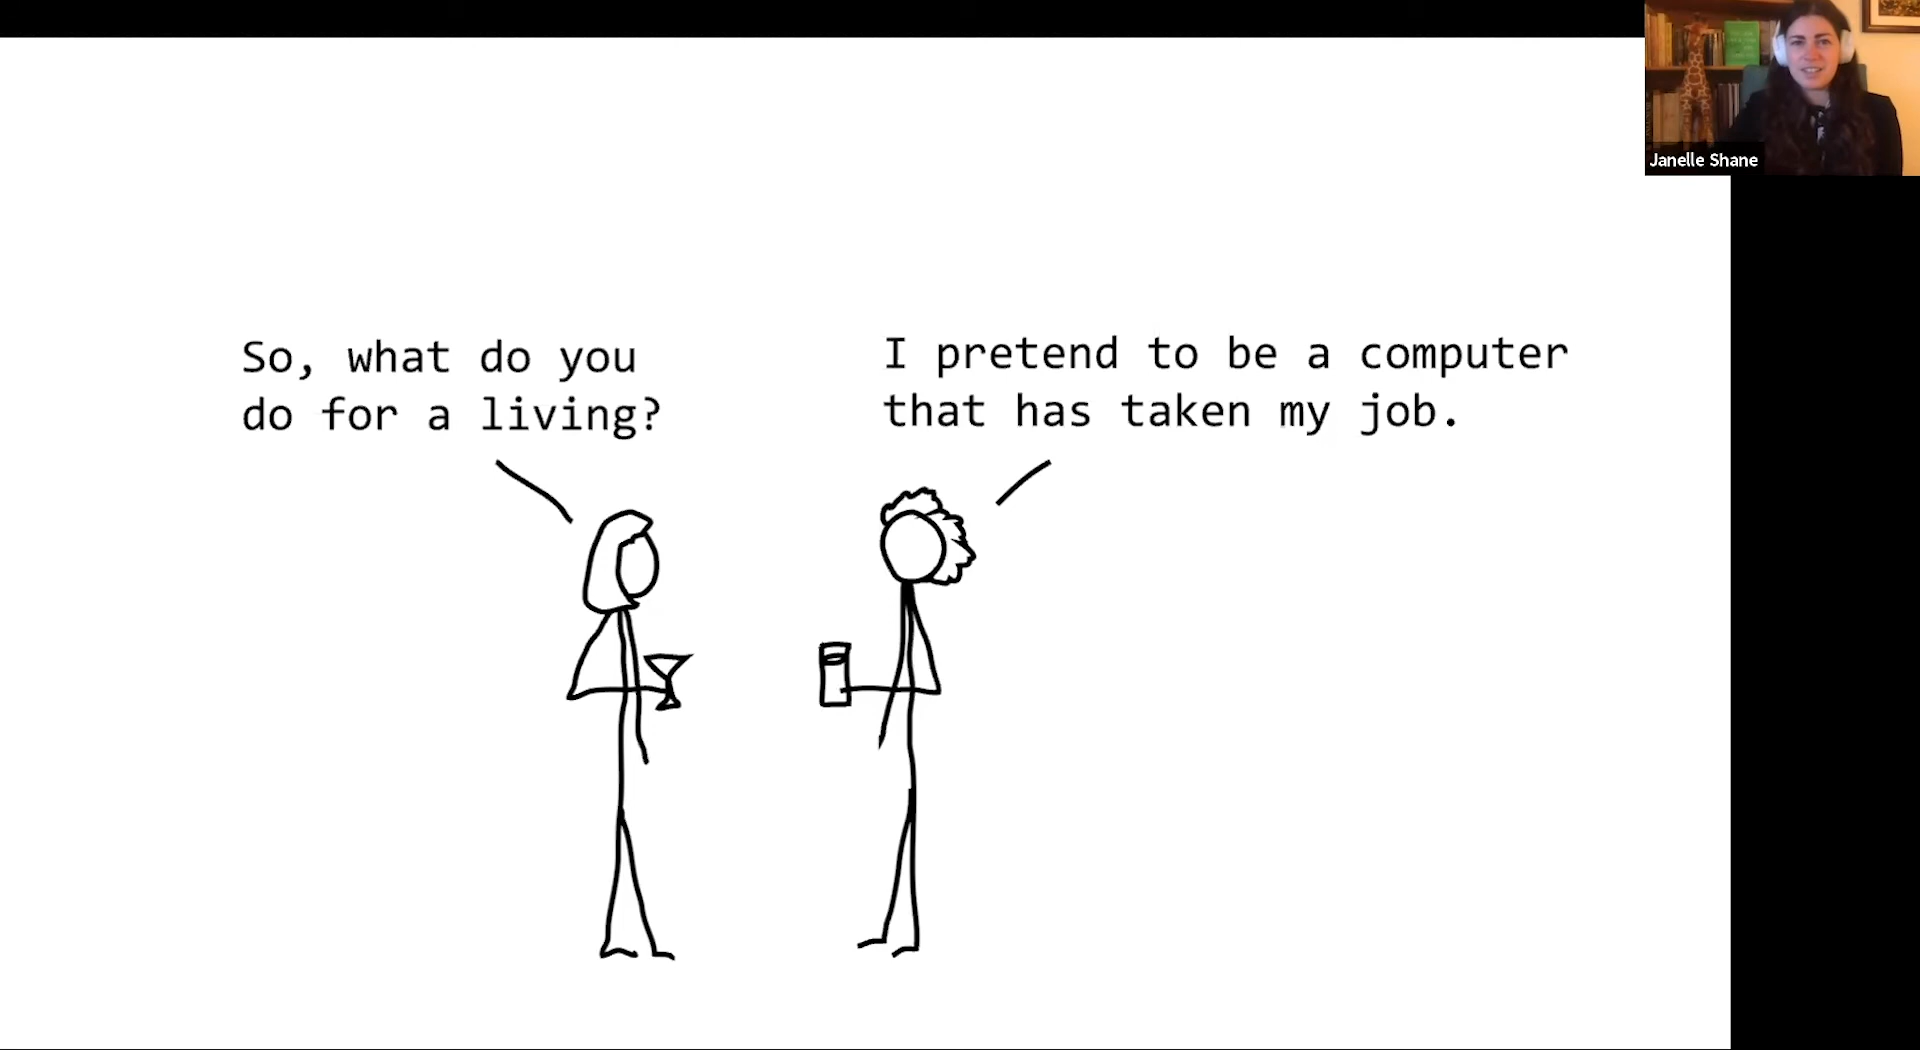 So, what do you
do for a living?
I pretend to be a computer
that has taken my job.
Janelle Shane